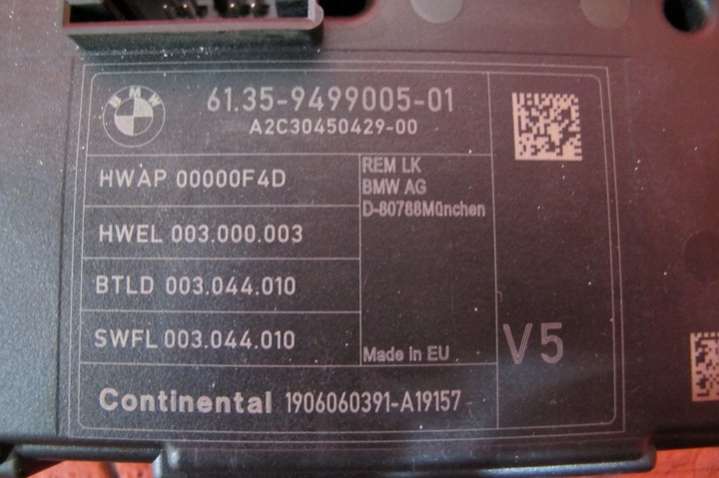 BMW
61.35-9499005-01
A2C30450429-00
HWAP 00000F4D
REM LK
BMW AG
D-80788München
HWEL 003.000.003
BTLD 003.044.010
SWFL 003.044.010
Made in EU
V5
Continental 1906060391-A19157